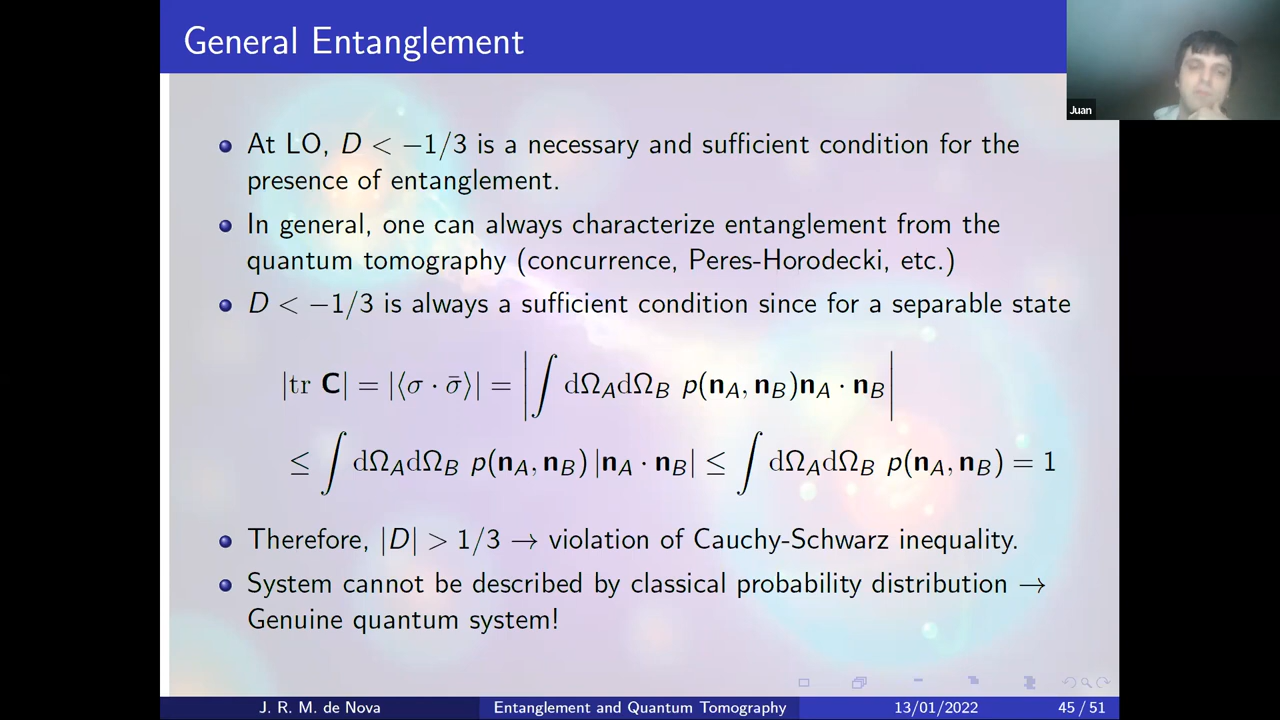 General Entanglement
Juan
At LO, D < −1/3 is a necessary and sufficient condition for the
presence of entanglement.
In general, one can always characterize entanglement from the
quantum tomography (concurrence, Peres-Horodecki, etc.)
D < −1/3 is always a sufficient condition since for a separable state
|tr C| = |⟨σ · σ̄⟩| = |∫ dΩ_A dΩ_B p(n_A, n_B) n_A · n_B|
≤ ∫ dΩ_A dΩ_B p(n_A, n_B) |n_A · n_B| ≤ ∫ dΩ_A dΩ_B p(n_A, n_B) = 1
Therefore, |D| > 1/3 → violation of Cauchy-Schwarz inequality.
System cannot be described by classical probability distribution →
Genuine quantum system!
J. R. M. de Nova Entanglement and Quantum Tomography 13/01/2022 45 / 51